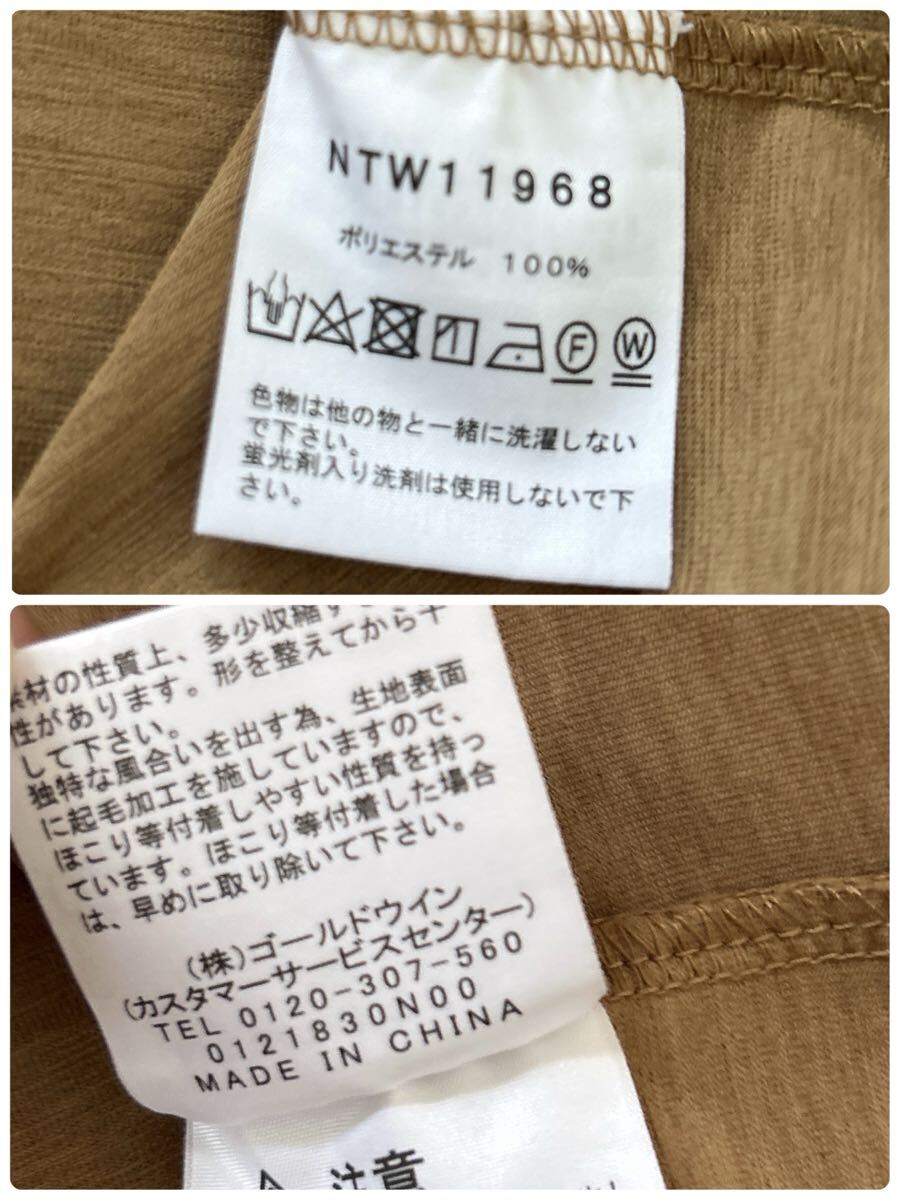 NTW11968
ポリエステル 100%
F W
色物は他の物と一緒に洗濯しない
で下さい。
蛍光剤入り洗剤は使用しないで下
さい。
素材の性質上、多少収縮す
性があります。形を整えてから干
して下さい。
独特な風合いを出す為、生地表面
に起毛加工を施していますので、
ほこり等付着しやすい性質を持っ
ています。ほこり等付着した場合
は、早めに取り除いて下さい。
(株)ゴールドウイン
(カスタマーサービスセンター)
TEL 0120-307-560
0121830N00
MADE IN CHINA
注意